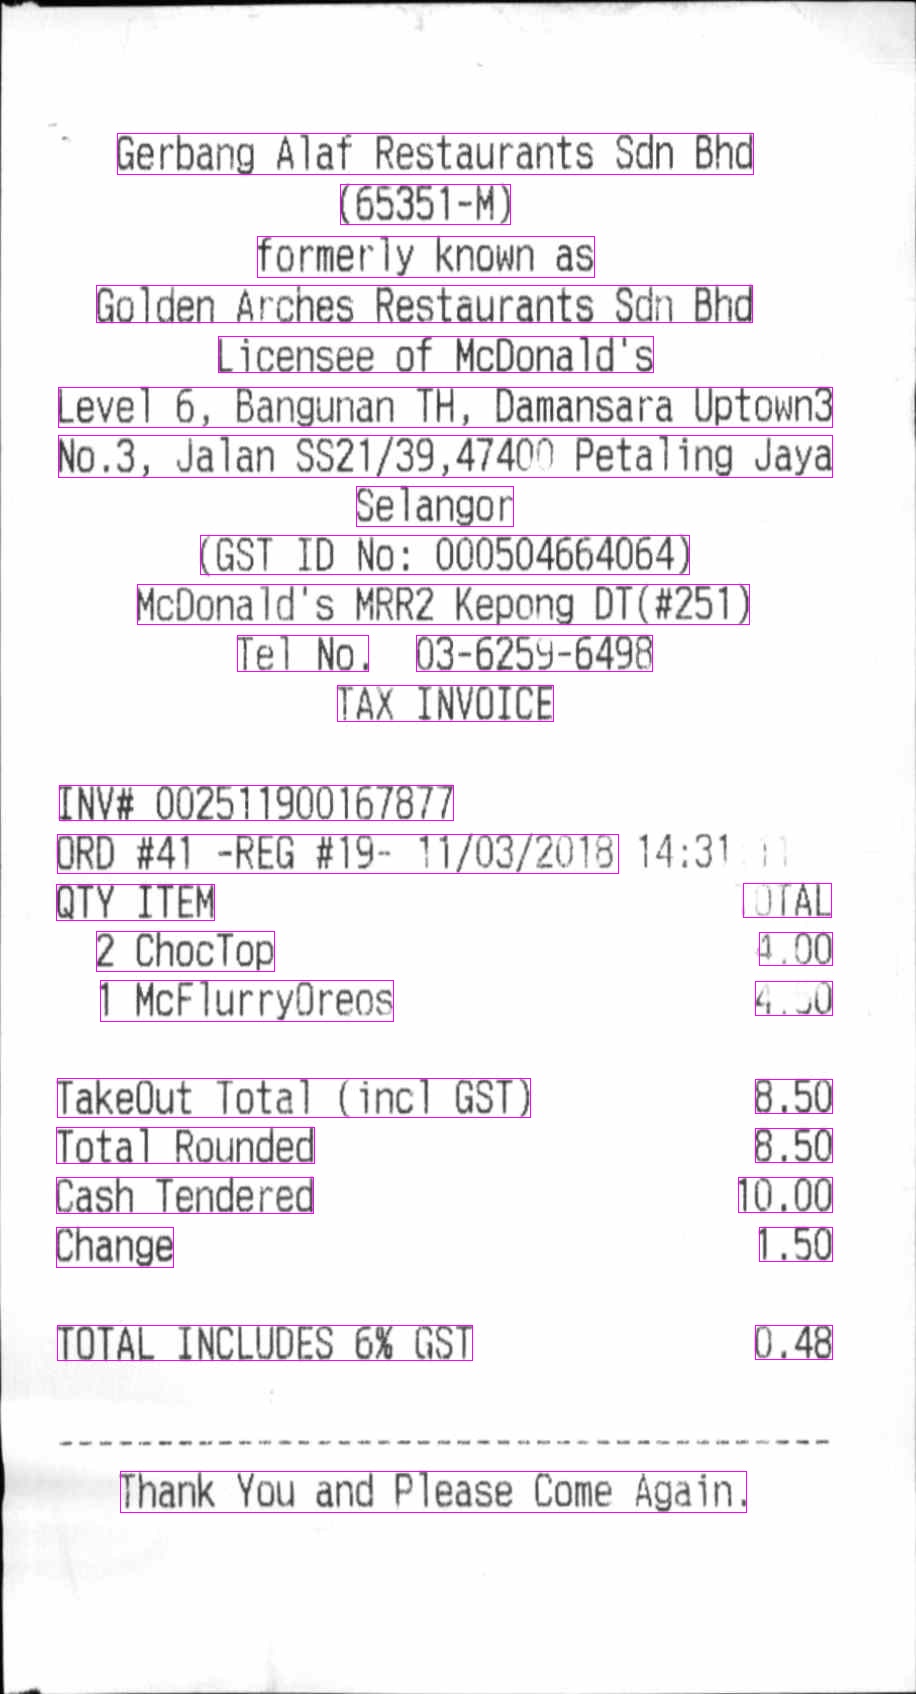 Gerbang Alaf Restaurants Sdn Bhd
(65351-M)
formerly known as
Golden Arches Restaurants Sdn Bhd
Licensee of McDonald's
Level 6, Bangunan TH, Damansara Uptown3
No.3, Jalan SS21/39,47400 Petaling Jaya
Selangor
(GST ID No: 000504664064)
McDonald's MRR2 Kepong DT(#251)
Tel No. 03-6259-6498
TAX INVOICE
INV# 002511900167877
ORD #41 -REG #19- 11/03/2018 14:31
QTY ITEM TOTAL
2 ChocTop 4.00
1 McFlurryOreos 4.50
TakeOut Total (incl GST) 8.50
Total Rounded 8.50
Cash Tendered 10.00
Change 1.50
TOTAL INCLUDES 6% GST 0.48
---------------------------------------
Thank You and Please Come Again.